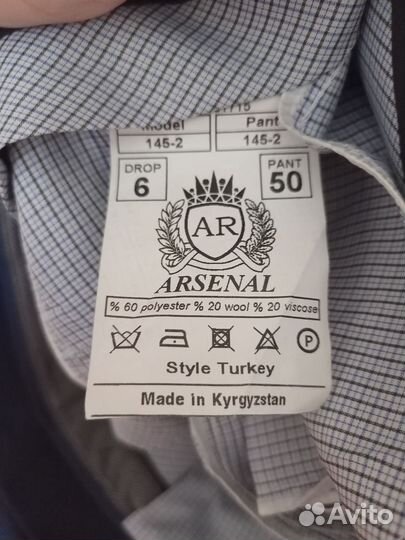 Model Pant
145-2 145-2
DROP PANT
6 50
AR
ARSENAL
% 60 polyester % 20 wool % 20 viscose
P
Style Turkey
Made in Kyrgyzstan
Avito